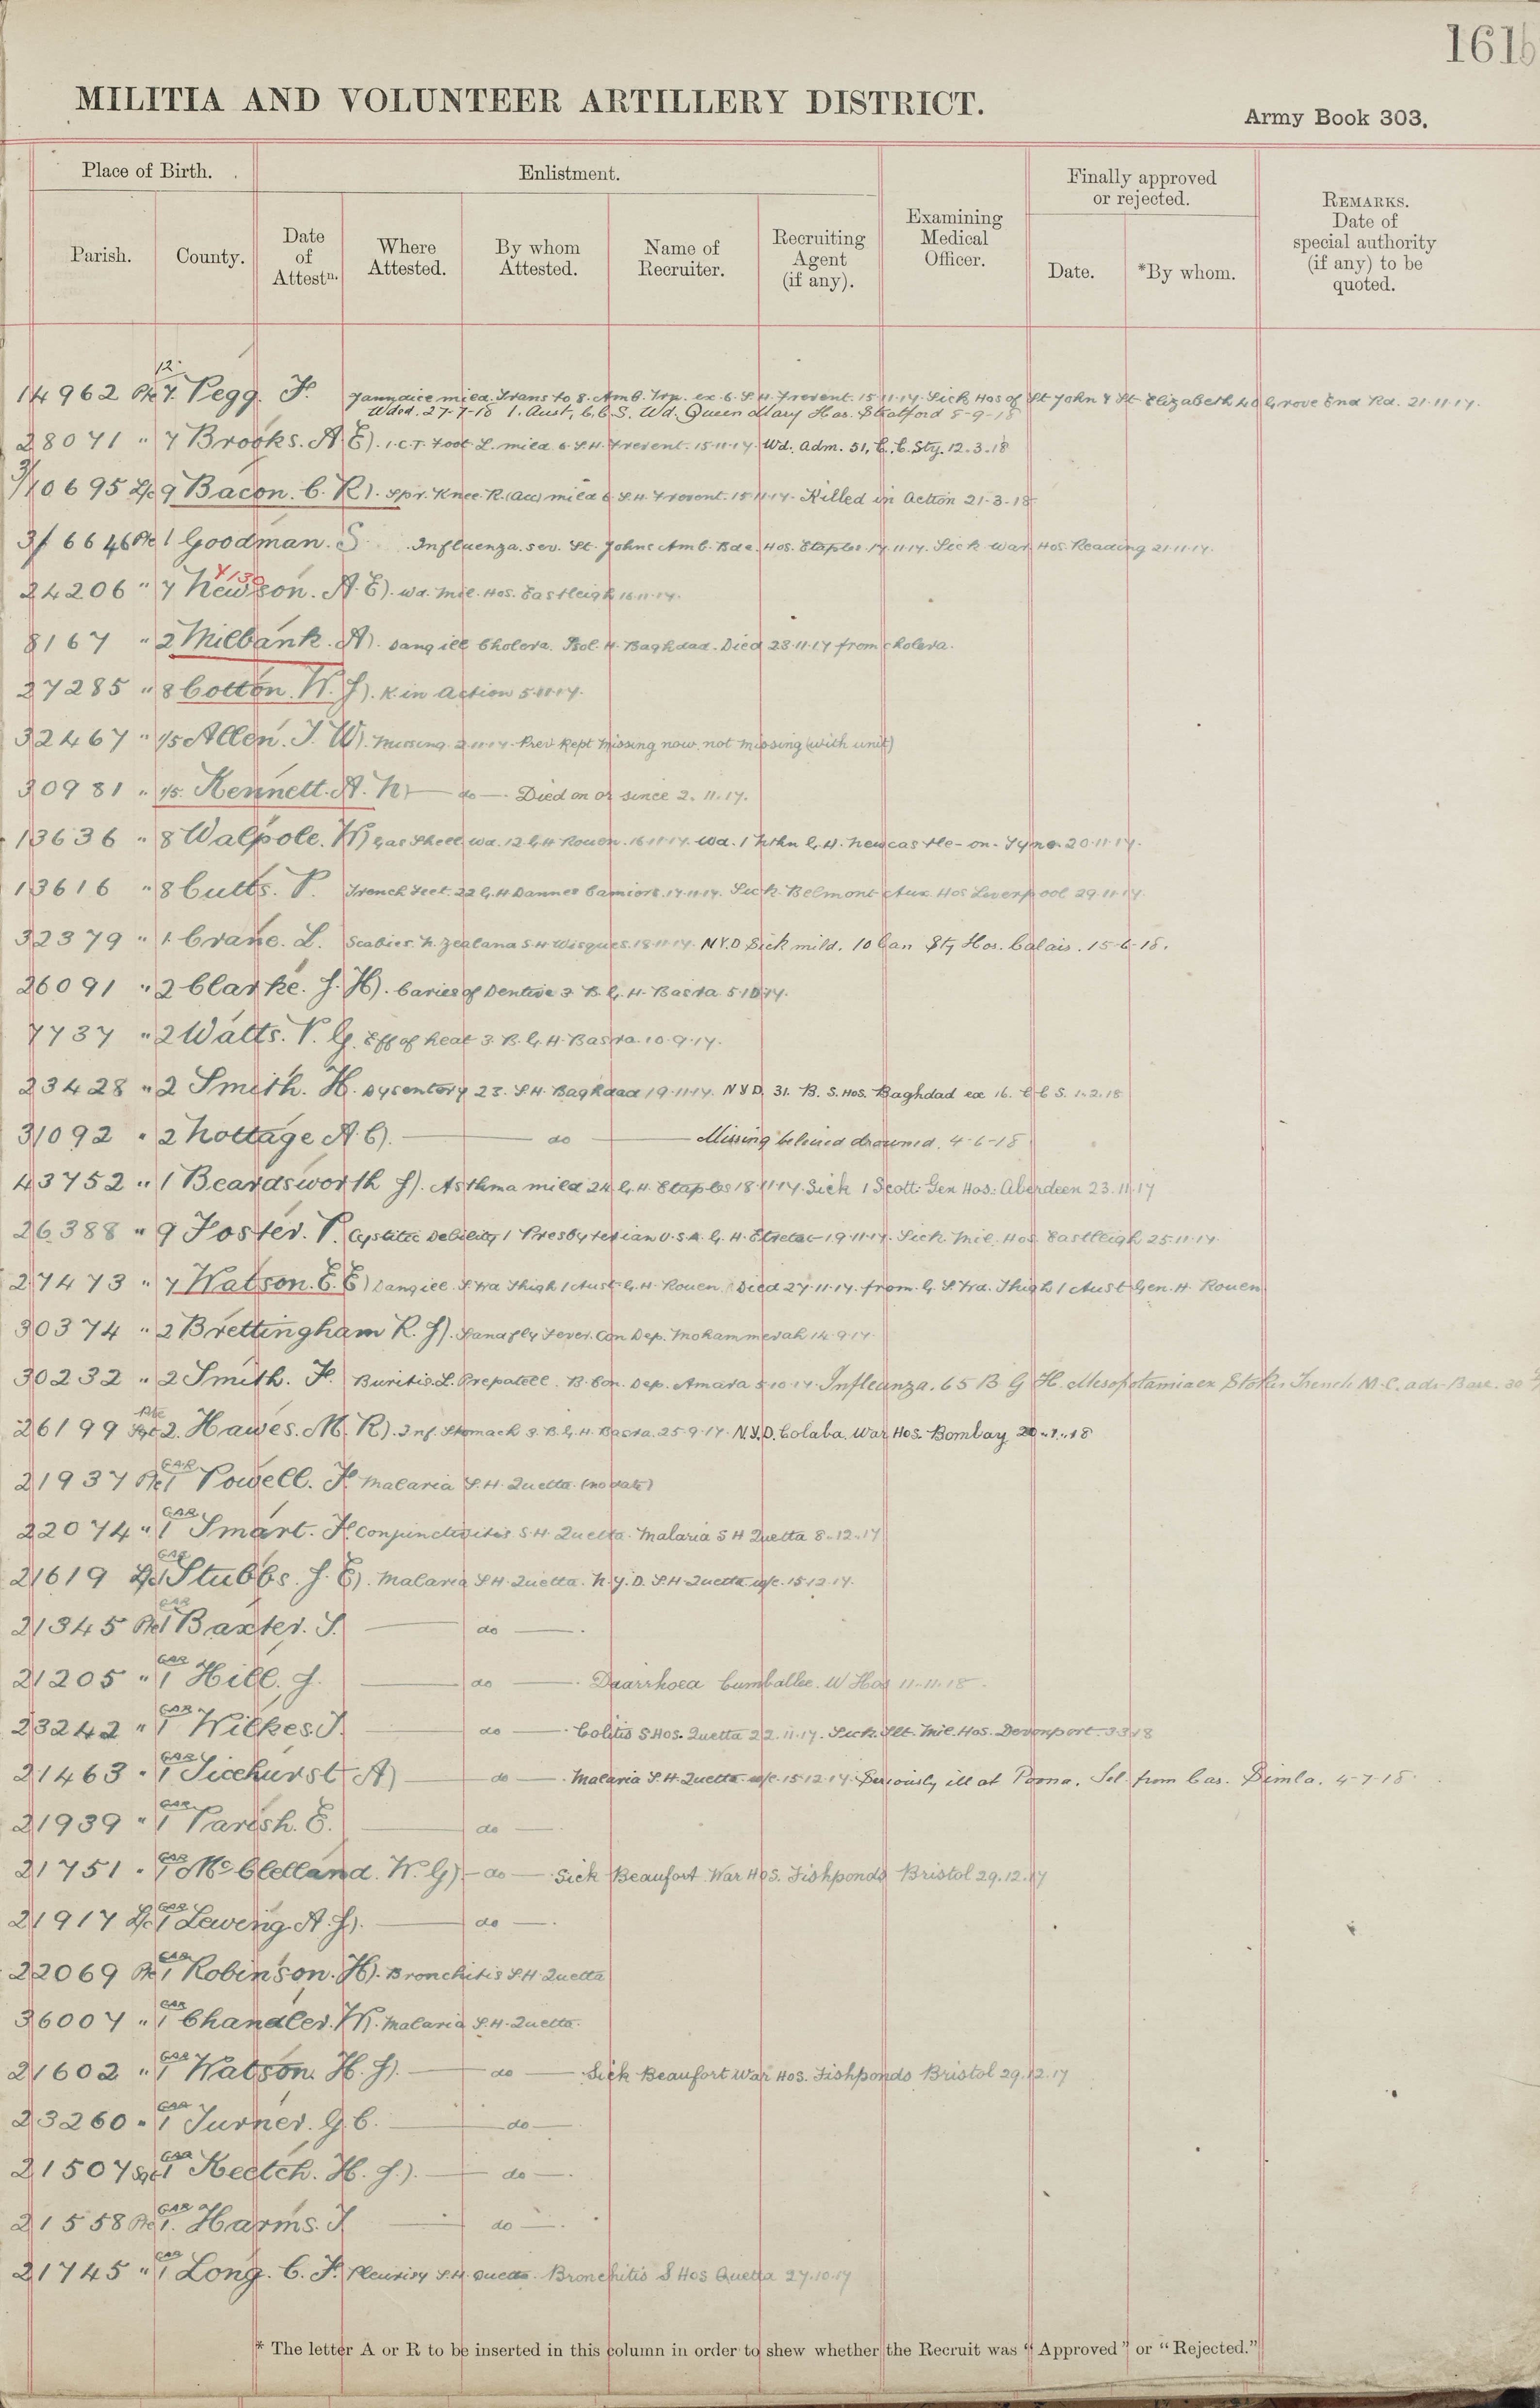 161b
MILITIA AND VOLUNTEER ARTILLERY DISTRICT.
Army Book 303.
Place of Birth.
Enlistment.
Examining Medical Officer.
Finally approved or rejected.
REMARKS. Date of special authority (if any) to be quoted.
Parish.
County.
Date of Attestn.
Where Attested.
By whom Attested.
Name of Recruiter.
Recruiting Agent (if any).
Date.
*By whom.
12
14962 Pte 7. Pegg. F. Jaundice mild. Trans to 8. Amb. Trn. ex. 6. S.H. Frevent. 15.11.17. Sick Hos of St John & St Elizabeth 40 Grove End Rd. 21.11.17.
Wded. 27-7-18 1. Aust, C.C.S. Wd. Queen Mary Hos. Stratford 5-9-18
28071 " 7 Brooks. A.E). I.C.T. Foot L. mild 6. S.H. Frevent. 15.11.17. Wd. Adm. 51, C.C. Stg. 12.3.18
3/10695 L/c 9 Bacon. C. R). Spr. Knee. R. (Acc) mild 6 S.H. Frevent. 15.11.17. Killed in Action 21-3-18
3/6646 Pte 1 Goodman. S. Influenza. sev. St. Johns Amb. Bde. Hos. Etaples 17.11.17. Sick War Hos. Reading 21.11.17.
24206 " 7 Newson. A.E). Wd. Mil. Hos. Eastleigh 16.11.17.
8167 " 2 Milbank. A). Dang ill Cholera. Isol. H. Baghdad. Died 23.11.17 from cholera.
27285 " 8 Cotton. W. J). K. in action 5.11.17.
32467 " 1/5 Allen. J. W). Missing. 2.11.17. Prev. Rept Missing now, not missing (with unit)
30981 " 1/5. Kennett. A. N) — do — Died on or since 2. 11. 17.
13636 " 8 Walpole. W) Gas Shell wd. 12 G.H Rouen. 16.11.17. Wd. 1 Nthn G.H. Newcastle-on-Tyne. 20.11.17.
13616 " 8 Cutts. P. Trench Feet. 22 G.H Dannes Camiers. 17.11.17. Sick. Belmont Aux. Hos Liverpool 29.11.17.
32379 " 1. Crane. L. Scabies. N. Zealand S.H Wisques. 18.11.17. N.Y.D Sick mild. 10 Can Sty Hos. Calais. 15-6-18.
26091 " 2 Clarke. J. H). Caries of Dentine 3. B. G. H. Basra 5.10.17.
7737 " 2 Watts. P. G. Eff of heat 3. B. G. H. Basra. 10.9.17.
23428 " 2 Smith. H. Dysentery 23. S.H. Baghdad 19.11.17. N.Y.D. 31. B. S. Hos. Baghdad ex 16. C C S. 1.2.18
31092 " 2 Nottage A. C). — do — Missing believed drowned. 4-6-18
43752 " 1 Beardsworth J). Asthma mild 24 G.H. Etaples 18.11.17. Sick 1 Scott. Gen Hos. Aberdeen 23.11.17
26388 " 9 Foster. P. Cystitis Debility 1 Presbyterian U.S.A. G. H. Etretat 19.11.17. Sick. Mil. Hos. Eastleigh 25.11.17.
27473 " 7 Watson. E. E) Dang ill. S. Wd Thigh 1 Aust G.H. Rouen. Died 27.11.17. from G. S. Wd. Thigh 1 Aust Gen. H. Rouen
30374 " 2 Brettingham R. J). Sandfly Fever. Con Dep. Mohammerah 14.9.17.
30232 " 2 Smith. F. Bursitis. L. Prepatell. B. Con. Dep. Amara 5.10.17. Influenza. 65 B G H. Mesopotamia ex Stoker Trench
26199 Pte 2. Hawes. M. R). Inf. Stomach 3. B. G. H. Basra. 25.9.17. N.Y.D. Colaba. War Hos. Bombay 20.7.18
21937 Pte 1 GAR Powell. F. Malaria S.H. Quetta. (no date)
22074 " 1 GAR Smart. F. Conjunctivitis S.H. Quetta. Malaria S H Quetta 8.12.17
21619 L/c 1 GAR Stubbs. J. E). Malaria S.H. Quetta. N.Y.D. S.H. Quetta w/e. 15.12.17.
21345 Pte 1 GAR Baxter. S. — do —.
21205 " 1 GAR Hill. J. — do —. Diarrhoea Cumballa. W Hos 11.11.18.
23242 " 1 GAR Wilkes J. — do —. Colitis S Hos. Quetta 22.11.17. Sick. Mil. Hos. Devonport. 3.3.18
21463 " 1 GAR Ticehurst A) — do —. Malaria S.H. Quetta w/e. 15.12.17. Seriously ill at Poona. Tel. from Cas. Simla. 4-7-18.
21939 " 1 GAR Parish. E. — do —.
21751 " 1 GAR McClelland. W. G) — do — Sick Beaufort War Hos. Fishponds Bristol 29.12.17
21917 L/c 1 GAR Lewering. A. J). — do —.
22069 Pte 1 GAR Robinson. H). Bronchitis S.H Quetta
36007 " 1 GAR Chandler. W. Malaria S.H. Quetta.
21602 " 1 GAR Watson. H. J). — do — Sick Beaufort War Hos. Fishponds Bristol 29.12.17
23260 " 1 GAR Turner. G. C. — do —
21507 Sgt 1 GAR Keetch. H. J.). — do —.
21558 Pte 1. GAR Harms. J. — do —.
21745 " 1 GAR Long. C. F. Pleurisy S.H. Quetta. Bronchitis S Hos Quetta 27.10.17
* The letter A or R to be inserted in this column in order to shew whether the Recruit was "Approved" or "Rejected."